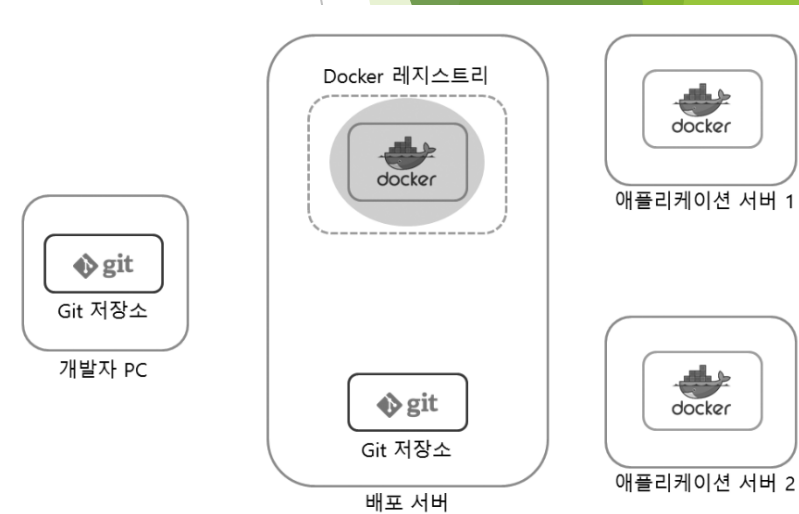 Docker 레지스트리
docker
git
Git 저장소
개발자 PC
git
Git 저장소
배포 서버
docker
애플리케이션 서버 1
docker
애플리케이션 서버 2